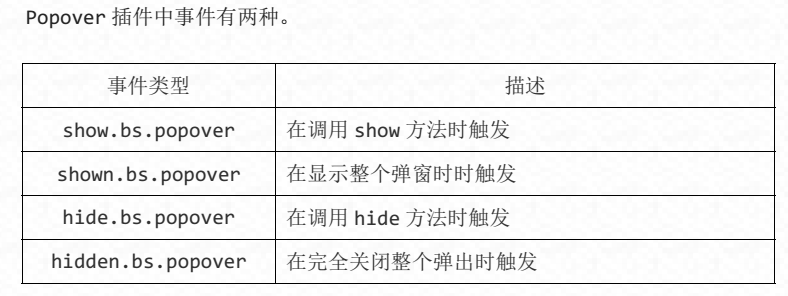 Popover 插件中事件有两种。
事件类型 描述
show.bs.popover 在调用 show 方法时触发
shown.bs.popover 在显示整个弹窗时时触发
hide.bs.popover 在调用 hide 方法时触发
hidden.bs.popover 在完全关闭整个弹出时触发